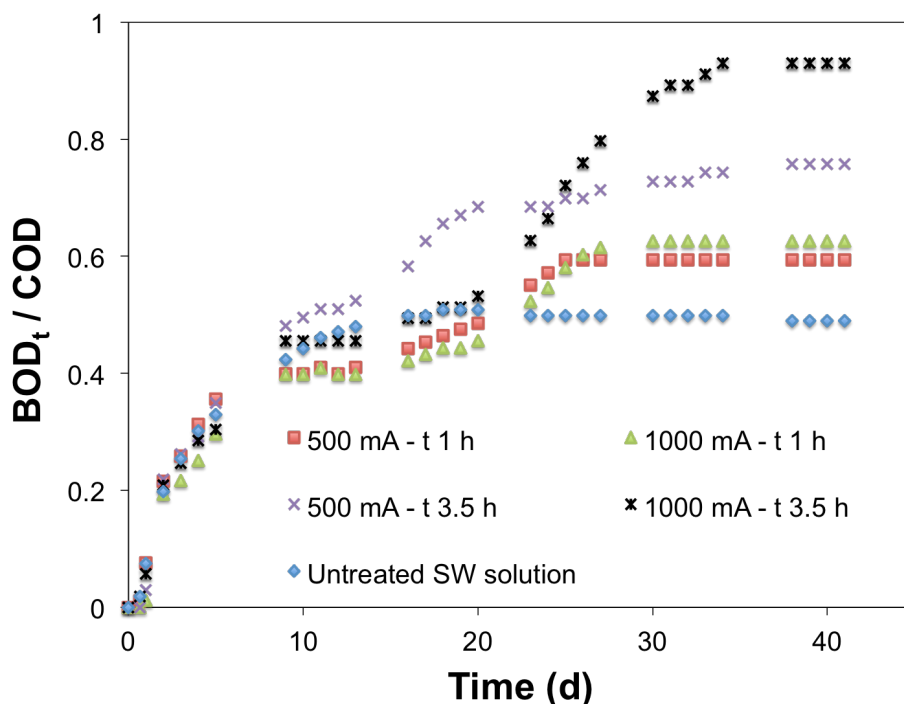 1
0.8
0.6
0.4
0.2
0
BODt / COD
500 mA - t 1 h
1000 mA - t 1 h
500 mA - t 3.5 h
1000 mA - t 3.5 h
Untreated SW solution
0 10 20 30 40
Time (d)